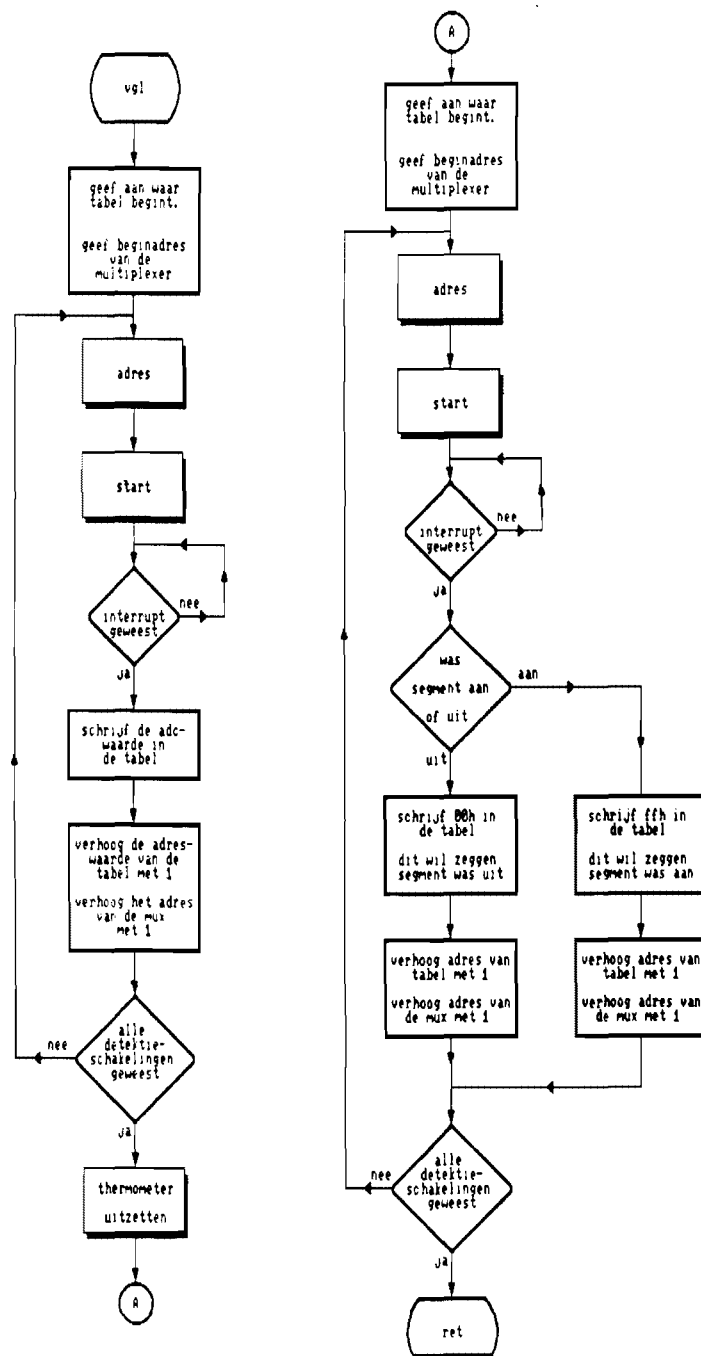 vgl
geef aan waar
tabel begint.
geef beginadres
van de
multiplexer
adres
start
interrupt
geweest
nee
ja
schrijf de adc-
waarde in
de tabel
verhoog de adres-
waarde van de
tabel met 1
verhoog het adres
van de mux
met 1
alle
detektie-
schakelingen
geweest
nee
ja
thermometer
uitzetten
A
A
geef aan waar
tabel begint.
geef beginadres
van de
multiplexer
adres
start
interrupt
geweest
nee
ja
was
segment aan
of uit
aan
uit
schrijf 00h in
de tabel
dit wil zeggen
segment was uit
schrijf ffh in
de tabel
dit wil zeggen
segment was aan
verhoog adres van
tabel met 1
verhoog adres van
de mux met 1
verhoog adres van
tabel met 1
verhoog adres van
de mux met 1
alle
detektie-
schakelingen
geweest
nee
ja
ret